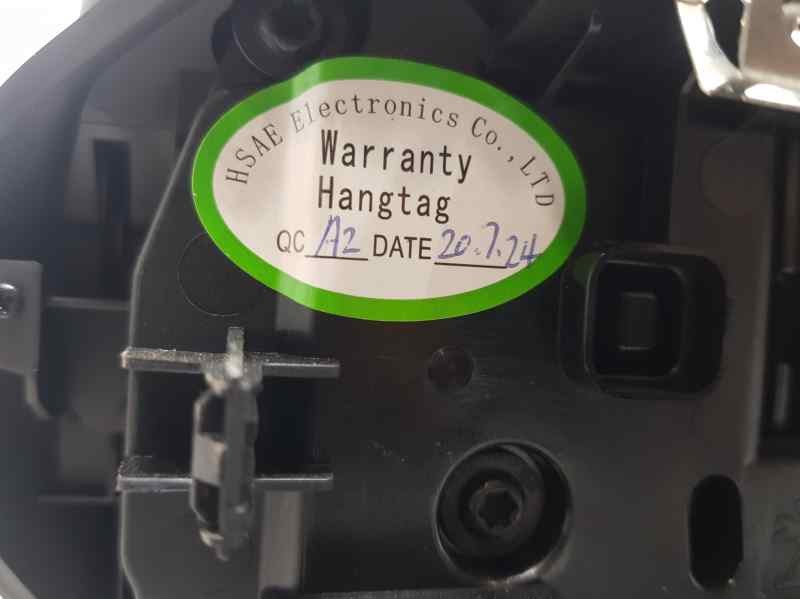 HSAE Electronics Co.,LTD
Warranty
Hangtag
QC A2 DATE 20.7.24